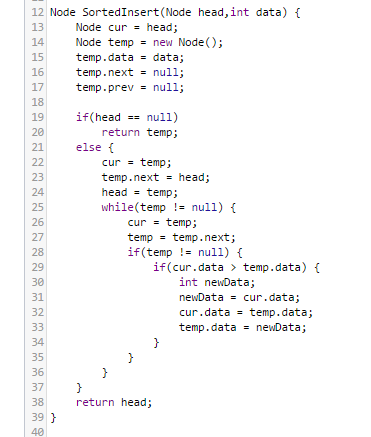 12 Node SortedInsert(Node head,int data) {
13     Node cur = head;
14     Node temp = new Node();
15     temp.data = data;
16     temp.next = null;
17     temp.prev = null;
18
19     if(head == null)
20         return temp;
21     else {
22         cur = temp;
23         temp.next = head;
24         head = temp;
25         while(temp != null) {
26             cur = temp;
27             temp = temp.next;
28             if(temp != null) {
29                 if(cur.data > temp.data) {
30                     int newData;
31                     newData = cur.data;
32                     cur.data = temp.data;
33                     temp.data = newData;
34                 }
35             }
36         }
37     }
38     return head;
39 }
40